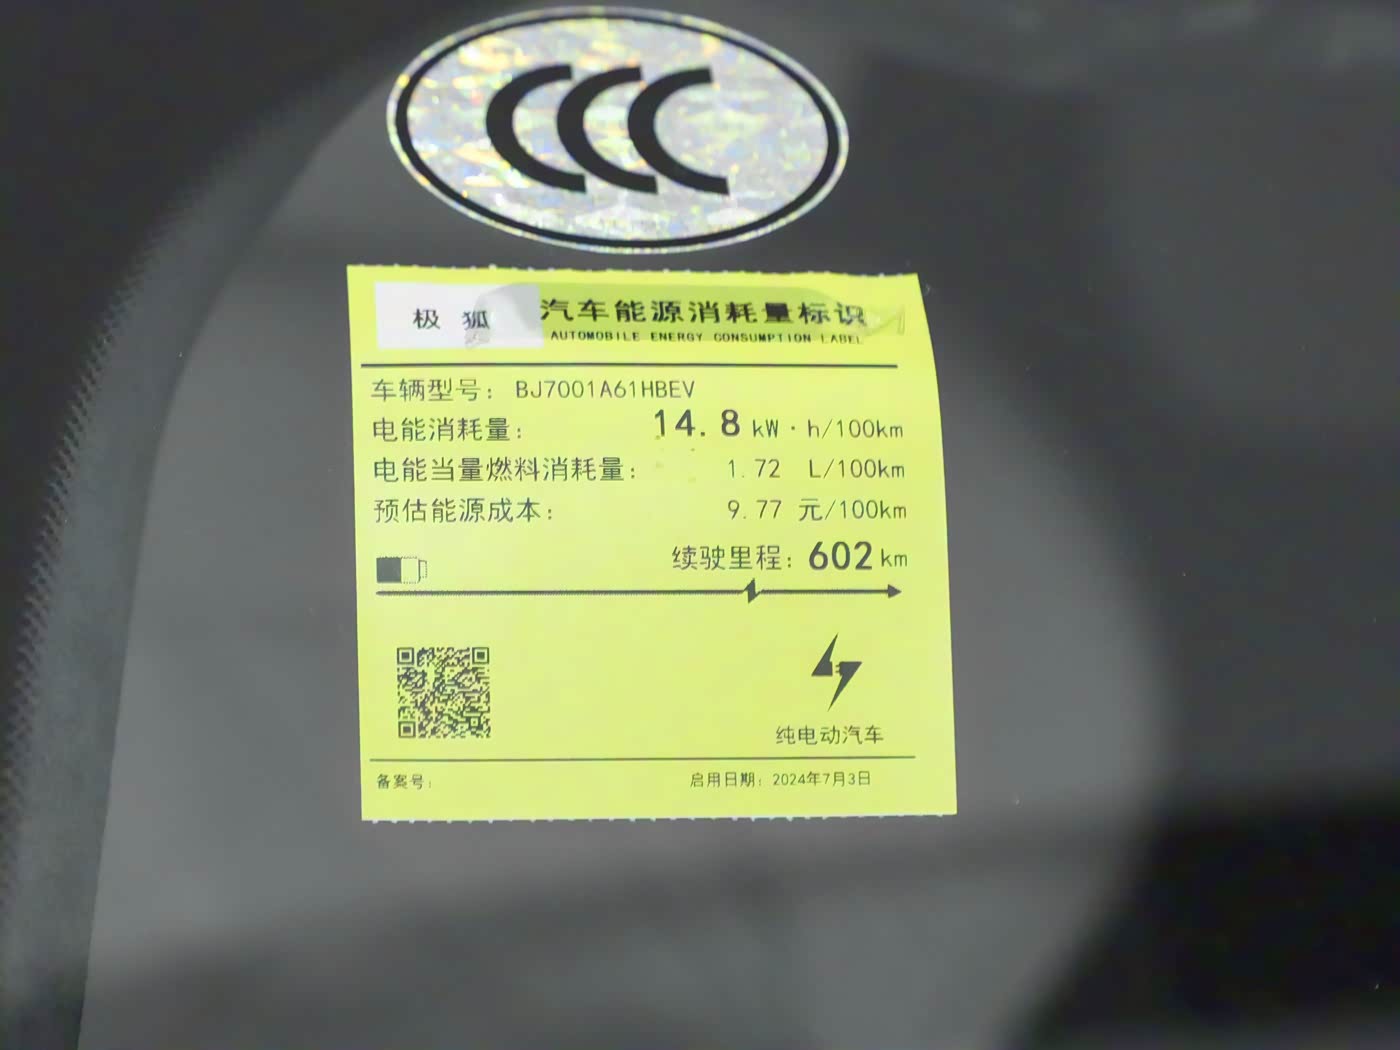 CCC
极 狐
汽车能源消耗量标识
AUTOMOBILE ENERGY CONSUMPTION LABEL
车辆型号: BJ7001A61HBEV
电能消耗量: 14.8 kW·h/100km
电能当量燃料消耗量: 1.72 L/100km
预估能源成本: 9.77 元/100km
续驶里程: 602 km
纯电动汽车
备案号:
启用日期: 2024年7月3日